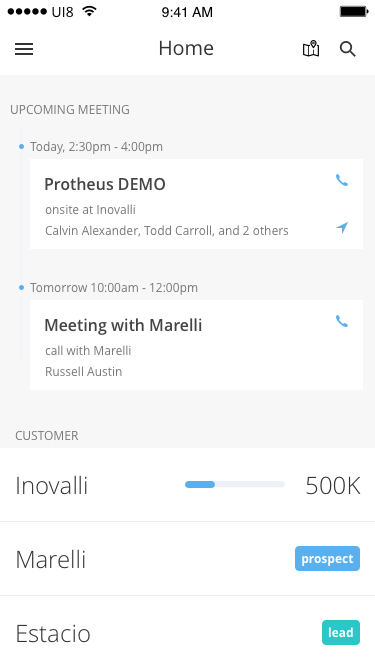 UI8 9:41 AM
Home
UPCOMING MEETING
Today, 2:30pm - 4:00pm
Protheus DEMO
onsite at Inovalli
Calvin Alexander, Todd Carroll, and 2 others
Tomorrow 10:00am - 12:00pm
Meeting with Marelli
call with Marelli
Russell Austin
CUSTOMER
Inovalli 500K
Marelli prospect
Estacio lead